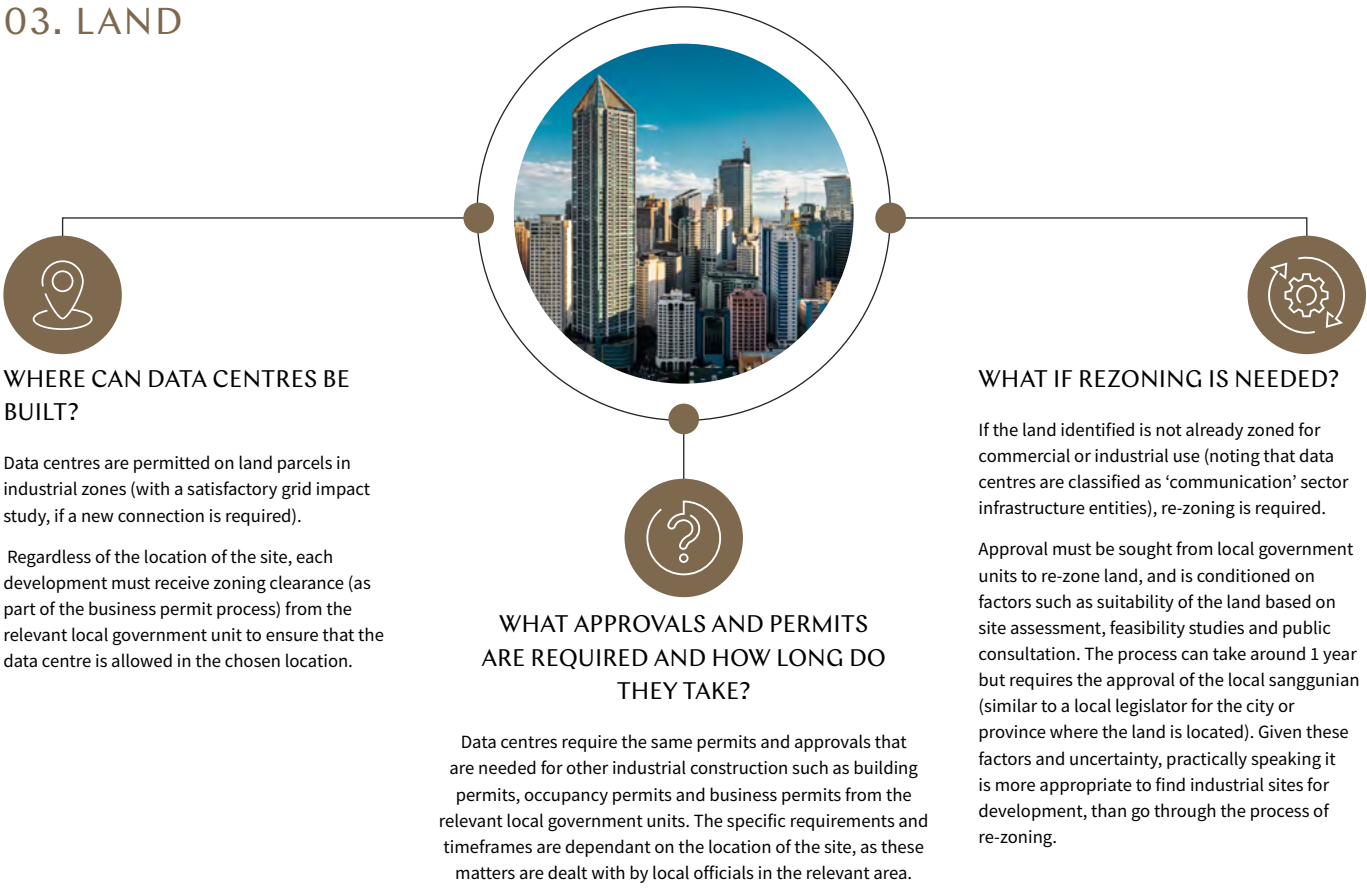 03. LAND
WHERE CAN DATA CENTRES BE
BUILT?
Data centres are permitted on land parcels in
industrial zones (with a satisfactory grid impact
study, if a new connection is required).
Regardless of the location of the site, each
development must receive zoning clearance (as
part of the business permit process) from the
relevant local government unit to ensure that the
data centre is allowed in the chosen location.
WHAT APPROVALS AND PERMITS
ARE REQUIRED AND HOW LONG DO
THEY TAKE?
Data centres require the same permits and approvals that
are needed for other industrial construction such as building
permits, occupancy permits and business permits from the
relevant local government units. The specific requirements and
timeframes are dependant on the location of the site, as these
matters are dealt with by local officials in the relevant area.
WHAT IF REZONING IS NEEDED?
If the land identified is not already zoned for
commercial or industrial use (noting that data
centres are classified as ‘communication’ sector
infrastructure entities), re-zoning is required.
Approval must be sought from local government
units to re-zone land, and is conditioned on
factors such as suitability of the land based on
site assessment, feasibility studies and public
consultation. The process can take around 1 year
but requires the approval of the local sanggunian
(similar to a local legislator for the city or
province where the land is located). Given these
factors and uncertainty, practically speaking it
is more appropriate to find industrial sites for
development, than go through the process of
re-zoning.